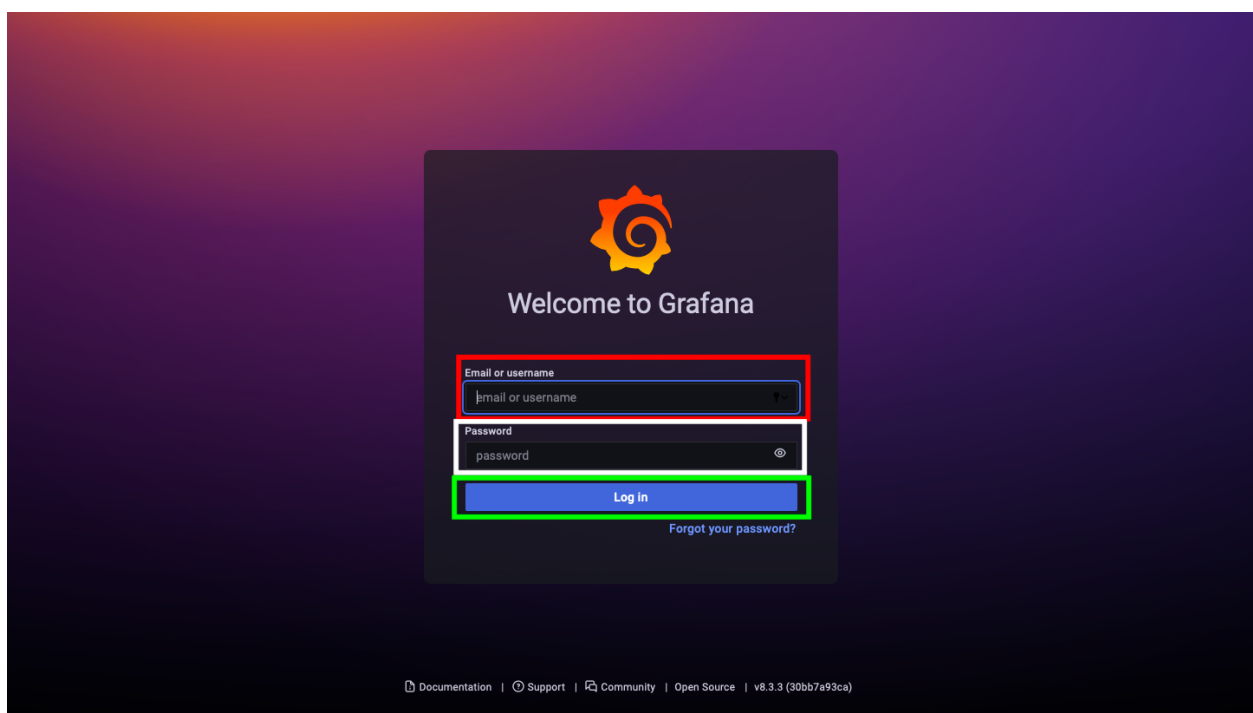 Welcome to Grafana
Email or username
email or username
Password
password
Log in
Forgot your password?
Documentation | Support | Community | Open Source | v8.3.3 (30bb7a93ca)